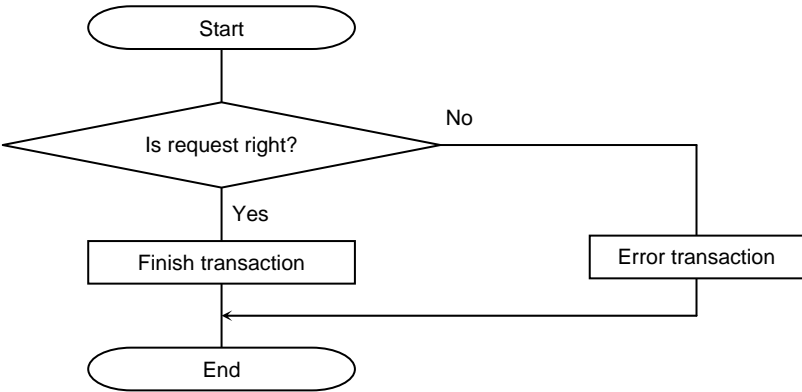 Start
No
Is request right?
Yes
Finish transaction
Error transaction
End